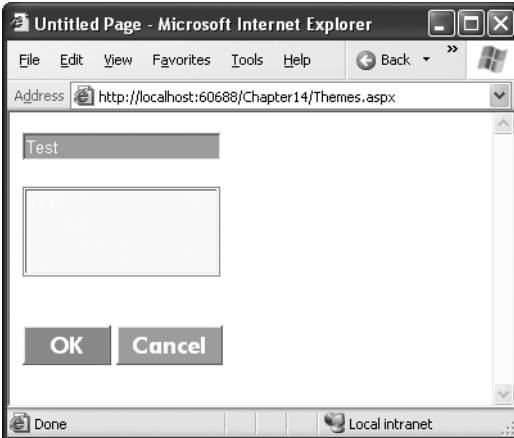 Untitled Page - Microsoft Internet Explorer
File Edit View Favorites Tools Help Back »
Address http://localhost:60688/Chapter14/Themes.aspx
Test
Test
OK Cancel
Done Local intranet